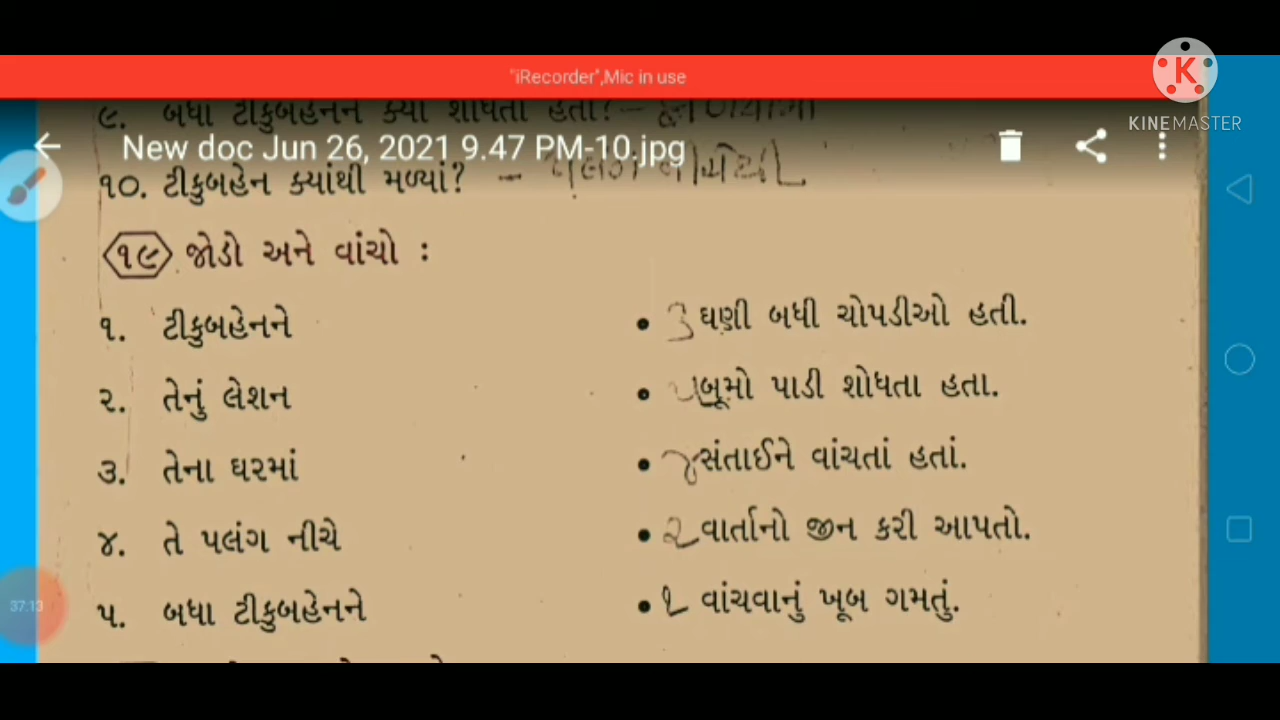 "iRecorder",Mic in use
KINEMASTER
૯. બધા ટીકુબહેનને ક્યાં શોધતા હતા? –
New doc Jun 26, 2021 9.47 PM-10.jpg
૧૦. ટીકુબહેન ક્યાંથી મળ્યાં? – પલંગ નીચેથી
૧૯ જોડો અને વાંચો :
૧. ટીકુબહેનને • 3 ઘણી બધી ચોપડીઓ હતી.
૨. તેનું લેશન • ૫ બૂમો પાડી શોધતા હતા.
૩. તેના ઘરમાં • ૪ સંતાઈને વાંચતાં હતાં.
૪. તે પલંગ નીચે • ૨ વાર્તાનો જીન કરી આપતો.
૫. બધા ટીકુબહેનને • ૧ વાંચવાનું ખૂબ ગમતું.
37:13